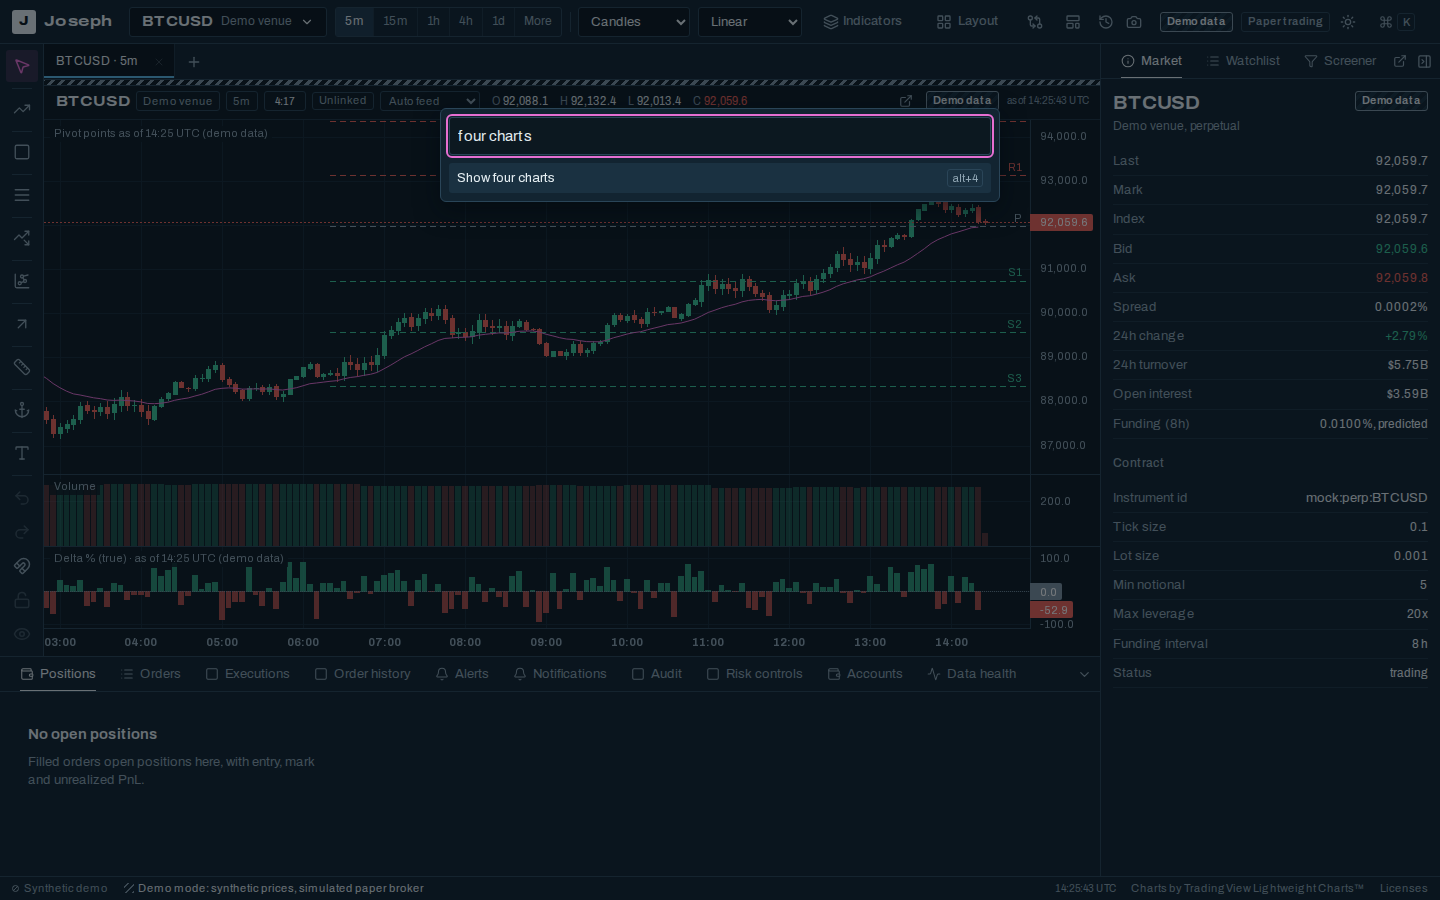 J Joseph BTCUSD Demo venue 5m 15m 1h 4h 1d More Candles Linear Indicators Layout Demo data Paper trading ⌘ K
BTCUSD · 5m × +
Market Watchlist Screener
BTCUSD Demo venue 5m 4:17 Unlinked Auto feed O 92,088.1 H 92,132.4 L 92,013.4 C 92,059.6 Demo data as of 14:25:43 UTC
four charts
Show four charts alt+4
Pivot points as of 14:25 UTC (demo data)
R1
P
S1
S2
S3
94,000.0
93,000.0
92,059.6
91,000.0
90,000.0
89,000.0
88,000.0
87,000.0
Volume
200.0
Delta % (true) · as of 14:25 UTC (demo data)
100.0
0.0
-52.9
-100.0
03:00 04:00 05:00 06:00 07:00 08:00 09:00 10:00 11:00 12:00 13:00 14:00
BTCUSD Demo data
Demo venue, perpetual
Last 92,059.7
Mark 92,059.7
Index 92,059.7
Bid 92,059.6
Ask 92,059.8
Spread 0.0002%
24h change +2.79%
24h turnover $5.75B
Open interest $3.59B
Funding (8h) 0.0100%, predicted
Contract
Instrument id mock:perp:BTCUSD
Tick size 0.1
Lot size 0.001
Min notional 5
Max leverage 20x
Funding interval 8h
Status trading
Positions Orders Executions Order history Alerts Notifications Audit Risk controls Accounts Data health
No open positions
Filled orders open positions here, with entry, mark
and unrealized PnL.
Synthetic demo Demo mode: synthetic prices, simulated paper broker 14:25:43 UTC Charts by TradingView Lightweight Charts™ Licenses